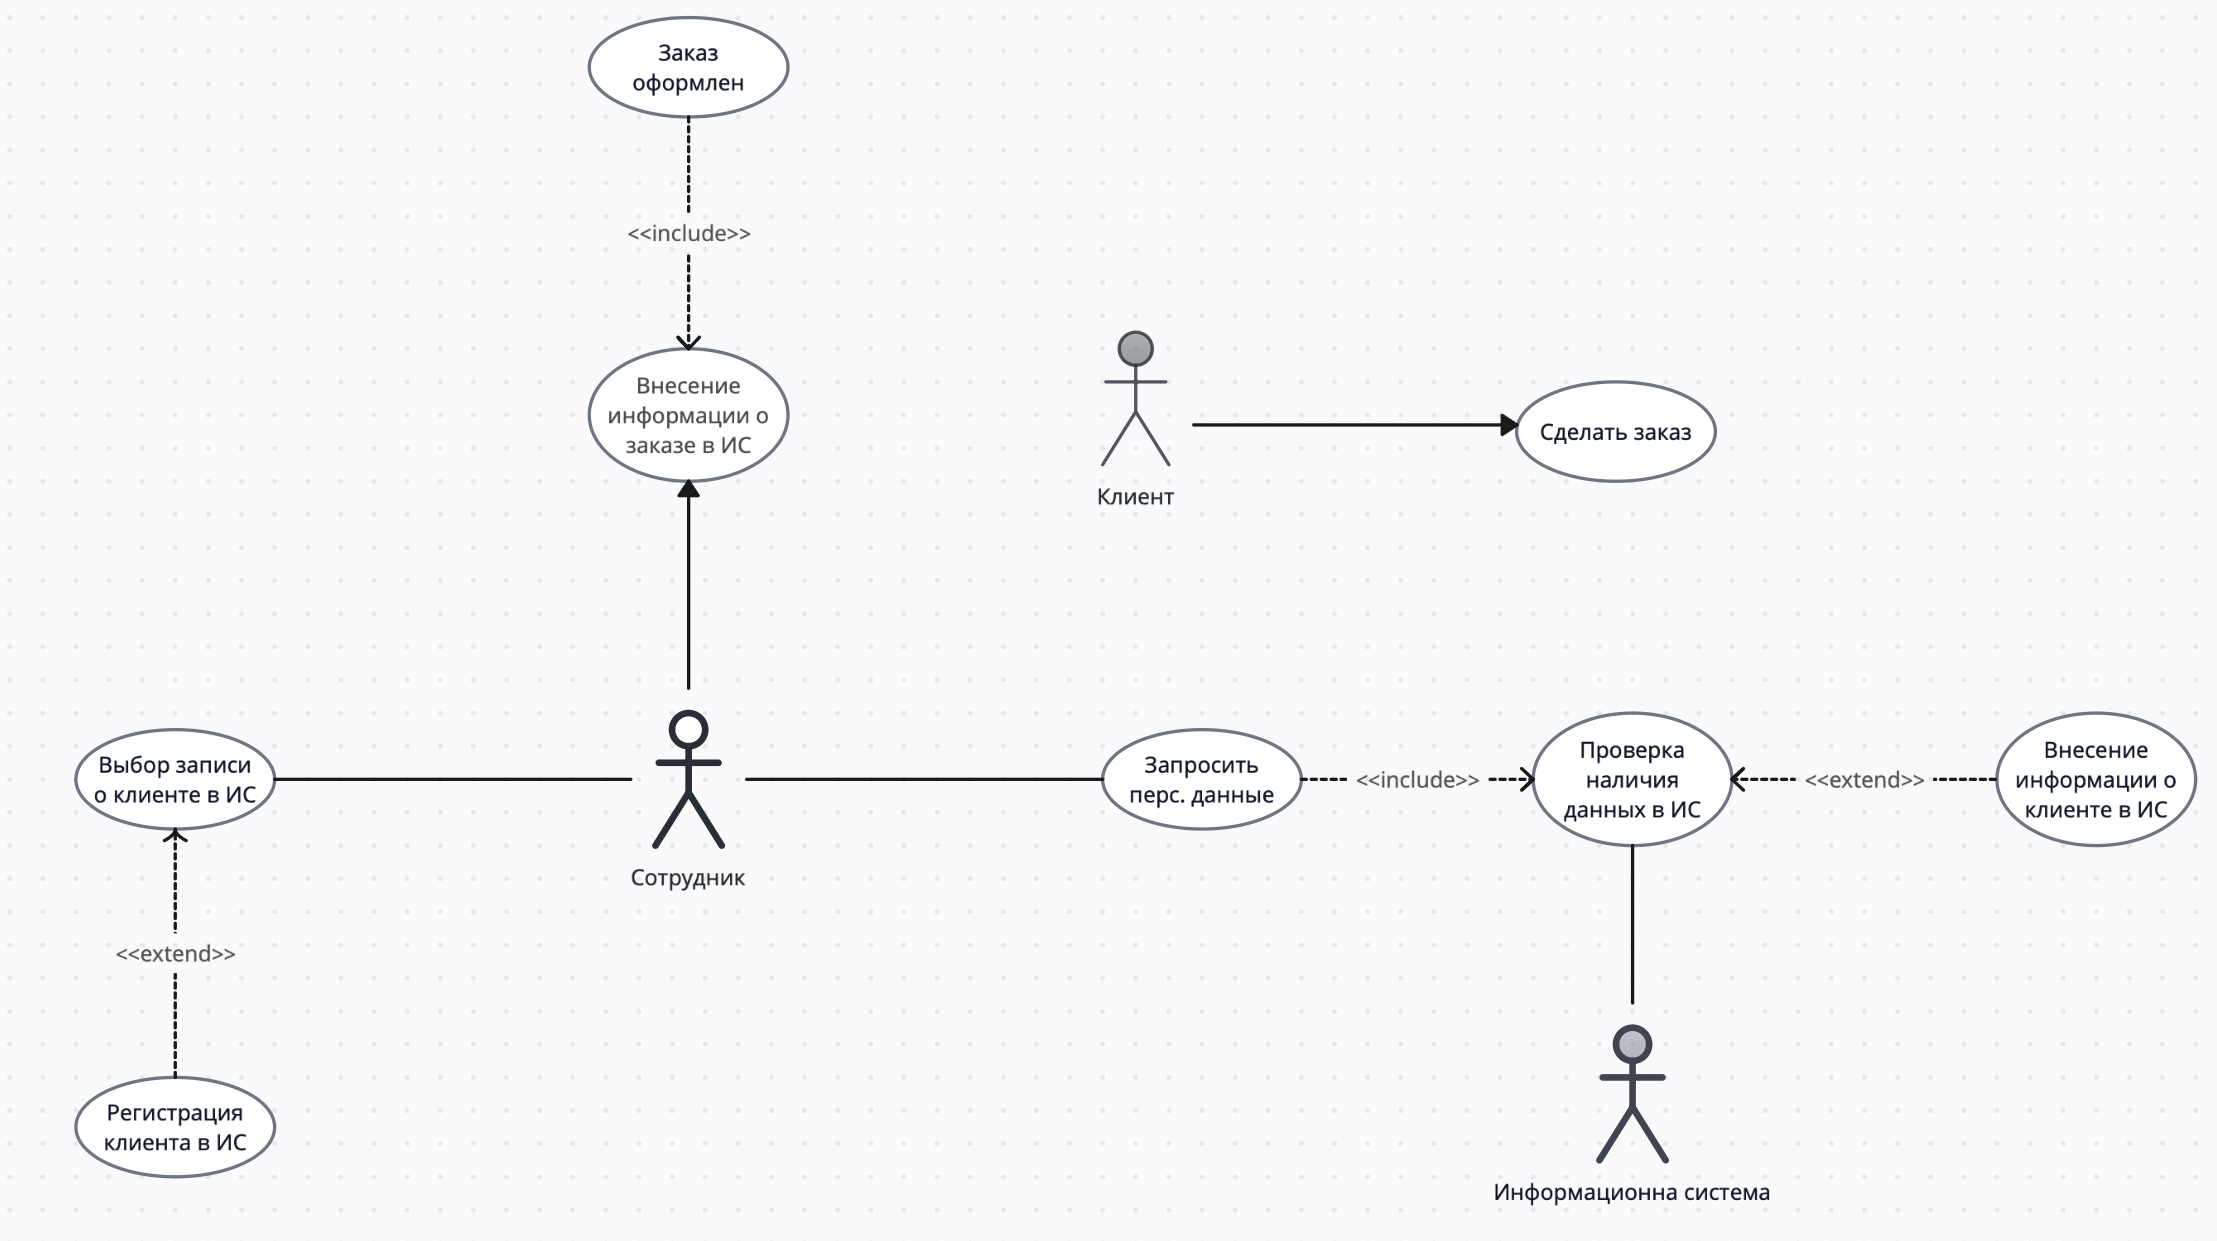 Заказ
оформлен
<<include>>
Внесение
информации о
заказе в ИС
Клиент
Сделать заказ
Выбор записи
о клиенте в ИС
Сотрудник
Запросить
перс. данные
<<include>>
Проверка
наличия
данных в ИС
<<extend>>
Внесение
информации о
клиенте в ИС
<<extend>>
Регистрация
клиента в ИС
Информационна система